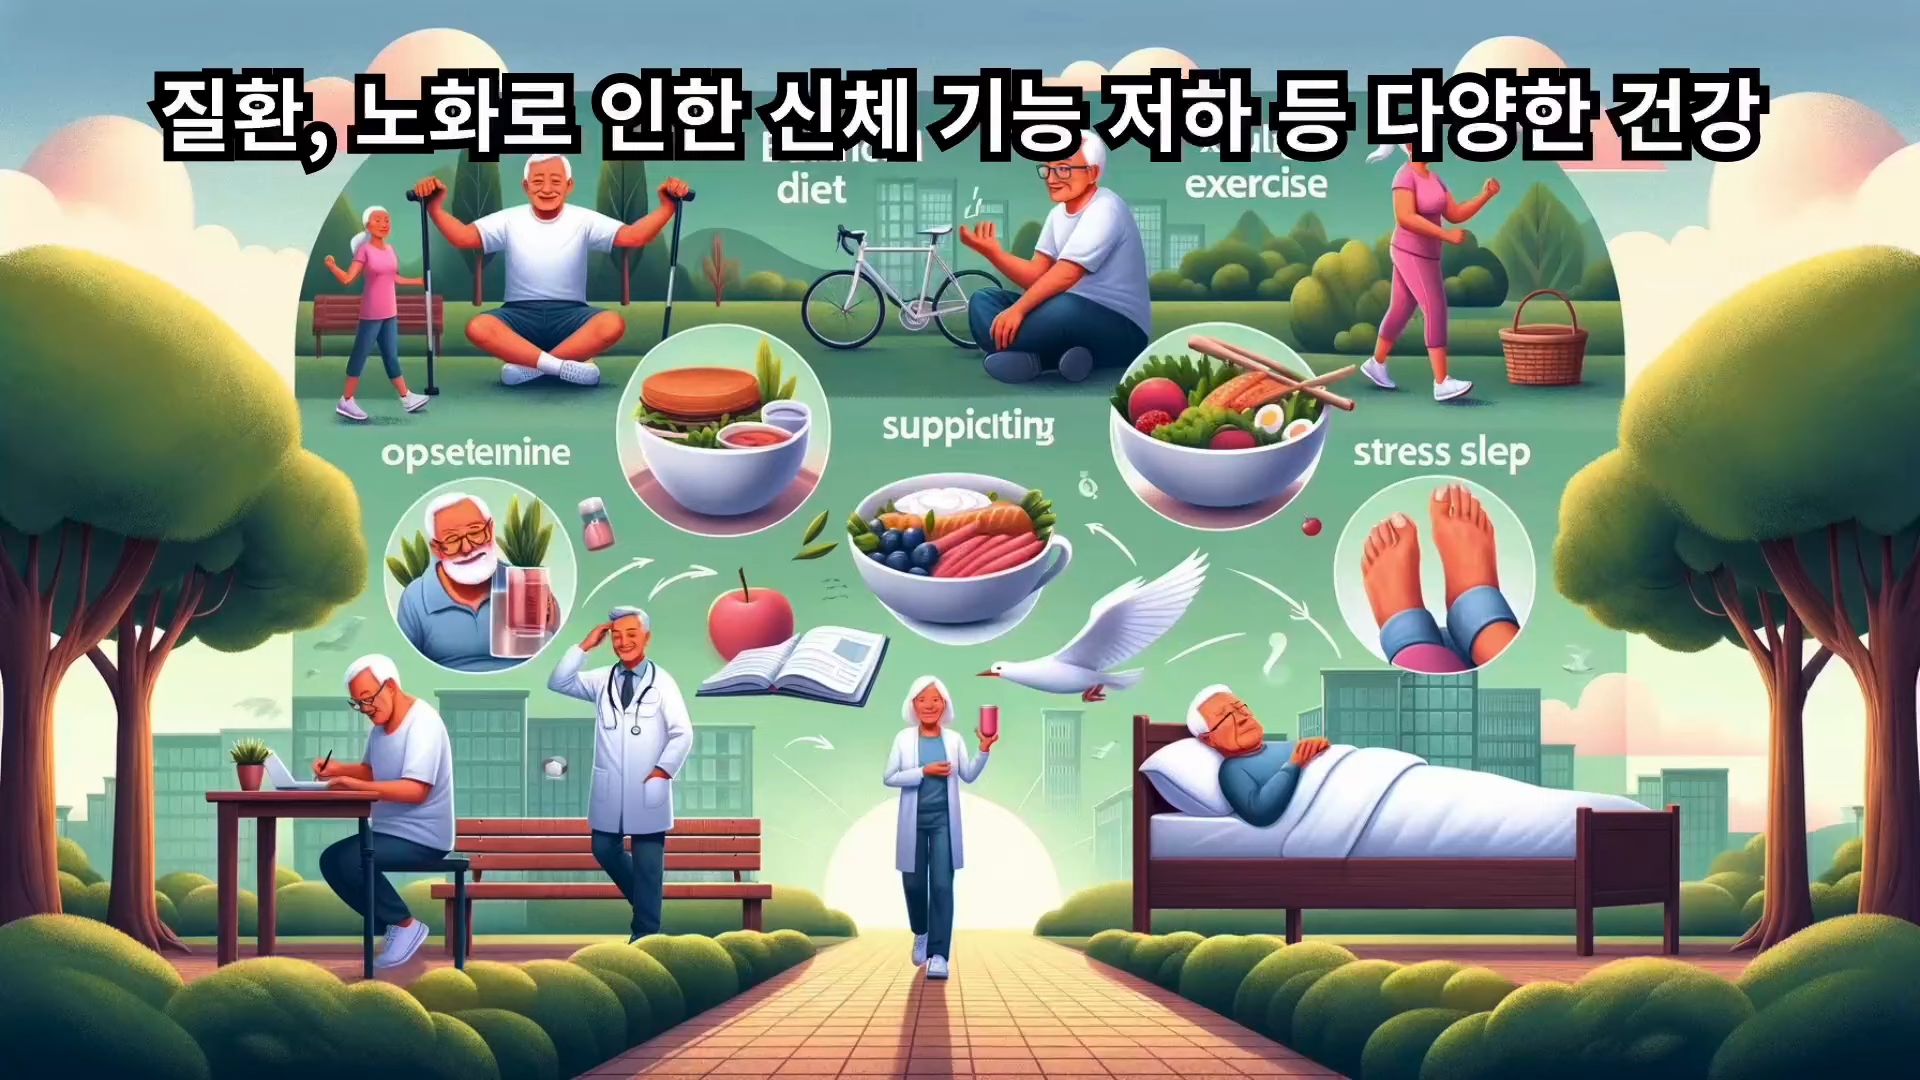 질환, 노화로 인한 신체 기능 저하 등 다양한 건강
diet
exercise
suppiciting
opsetemine
stress slep